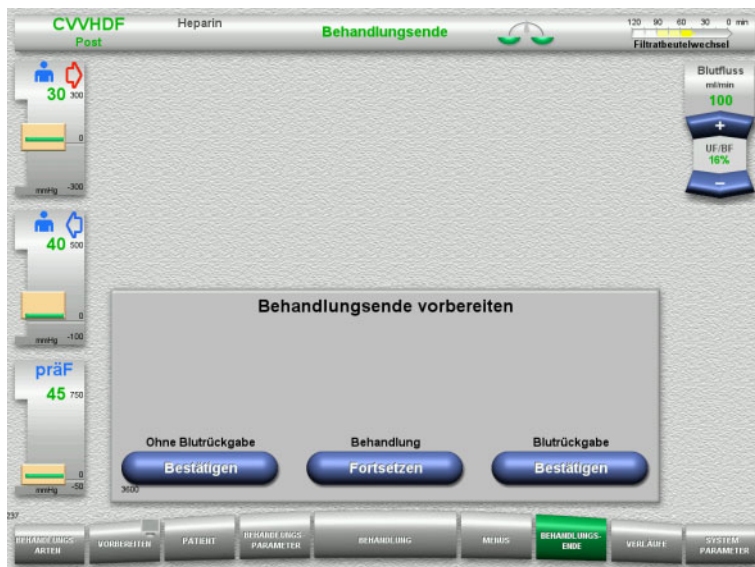 CVVHDF
Post
Heparin
Behandlungsende
120 90 60 30 0 min
Filtratbeutelwechsel
30
300
0
mmHg -300
40
500
0
mmHg -100
präF
45
750
0
mmHg -50
Blutfluss
ml/min
100
+
UF/BF
16%
−
Behandlungsende vorbereiten
Ohne Blutrückgabe
Bestätigen
Behandlung
Fortsetzen
Blutrückgabe
Bestätigen
3600
237
BEHANDLUNGS-
ARTEN
VORBEREITEN
PATIENT
BEHANDLUNGS-
PARAMETER
BEHANDLUNG
MENUS
BEHANDLUNGS-
ENDE
VERLÄUFE
SYSTEM
PARAMETER